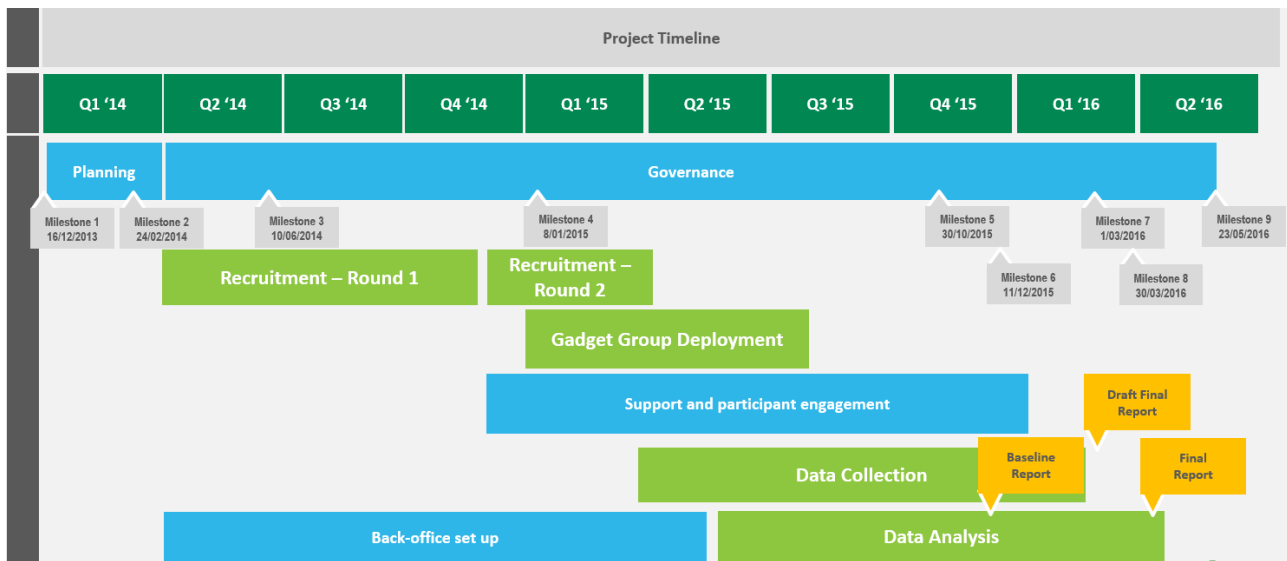 Project Timeline
Q1 ‘14
Q2 ‘14
Q3 ‘14
Q4 ‘14
Q1 ‘15
Q2 ‘15
Q3 ‘15
Q4 ‘15
Q1 ‘16
Q2 ‘16
Planning
Governance
Milestone 1
16/12/2013
Milestone 2
24/02/2014
Milestone 3
10/06/2014
Milestone 4
8/01/2015
Milestone 5
30/10/2015
Milestone 7
1/03/2016
Milestone 9
23/05/2016
Milestone 6
11/12/2015
Milestone 8
30/03/2016
Recruitment – Round 1
Recruitment –
Round 2
Gadget Group Deployment
Support and participant engagement
Draft Final
Report
Data Collection
Baseline
Report
Final
Report
Back-office set up
Data Analysis